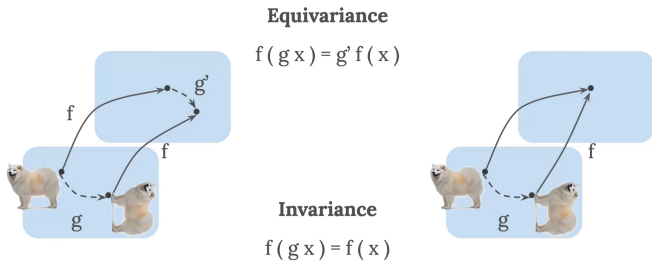 Equivariance
f ( g x ) = g’ f ( x )
g’
f
f
g
f
g
Invariance
f ( g x ) = f ( x )